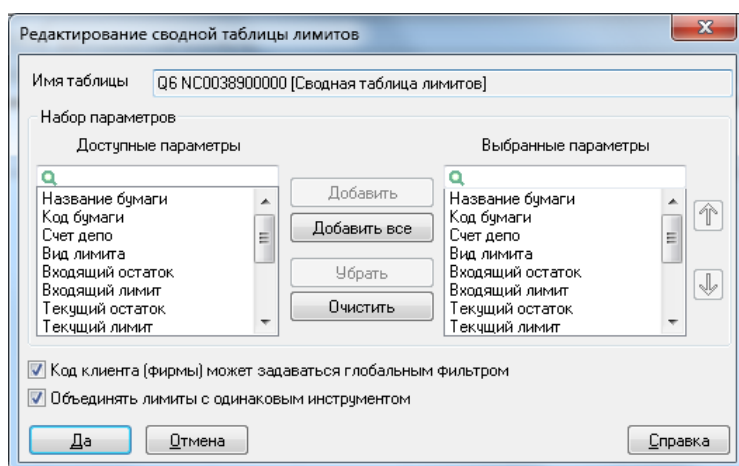 Редактирование сводной таблицы лимитов
Имя таблицы
Q6 NC0038900000 [Сводная таблица лимитов]
Набор параметров
Доступные параметры
Название бумаги
Код бумаги
Счет депо
Вид лимита
Входящий остаток
Входящий лимит
Текущий остаток
Текущий лимит
Добавить
Добавить все
Убрать
Очистить
Выбранные параметры
Название бумаги
Код бумаги
Счет депо
Вид лимита
Входящий остаток
Входящий лимит
Текущий остаток
Текущий лимит
Код клиента (фирмы) может задаваться глобальным фильтром
Объединять лимиты с одинаковым инструментом
Да
Отмена
Справка